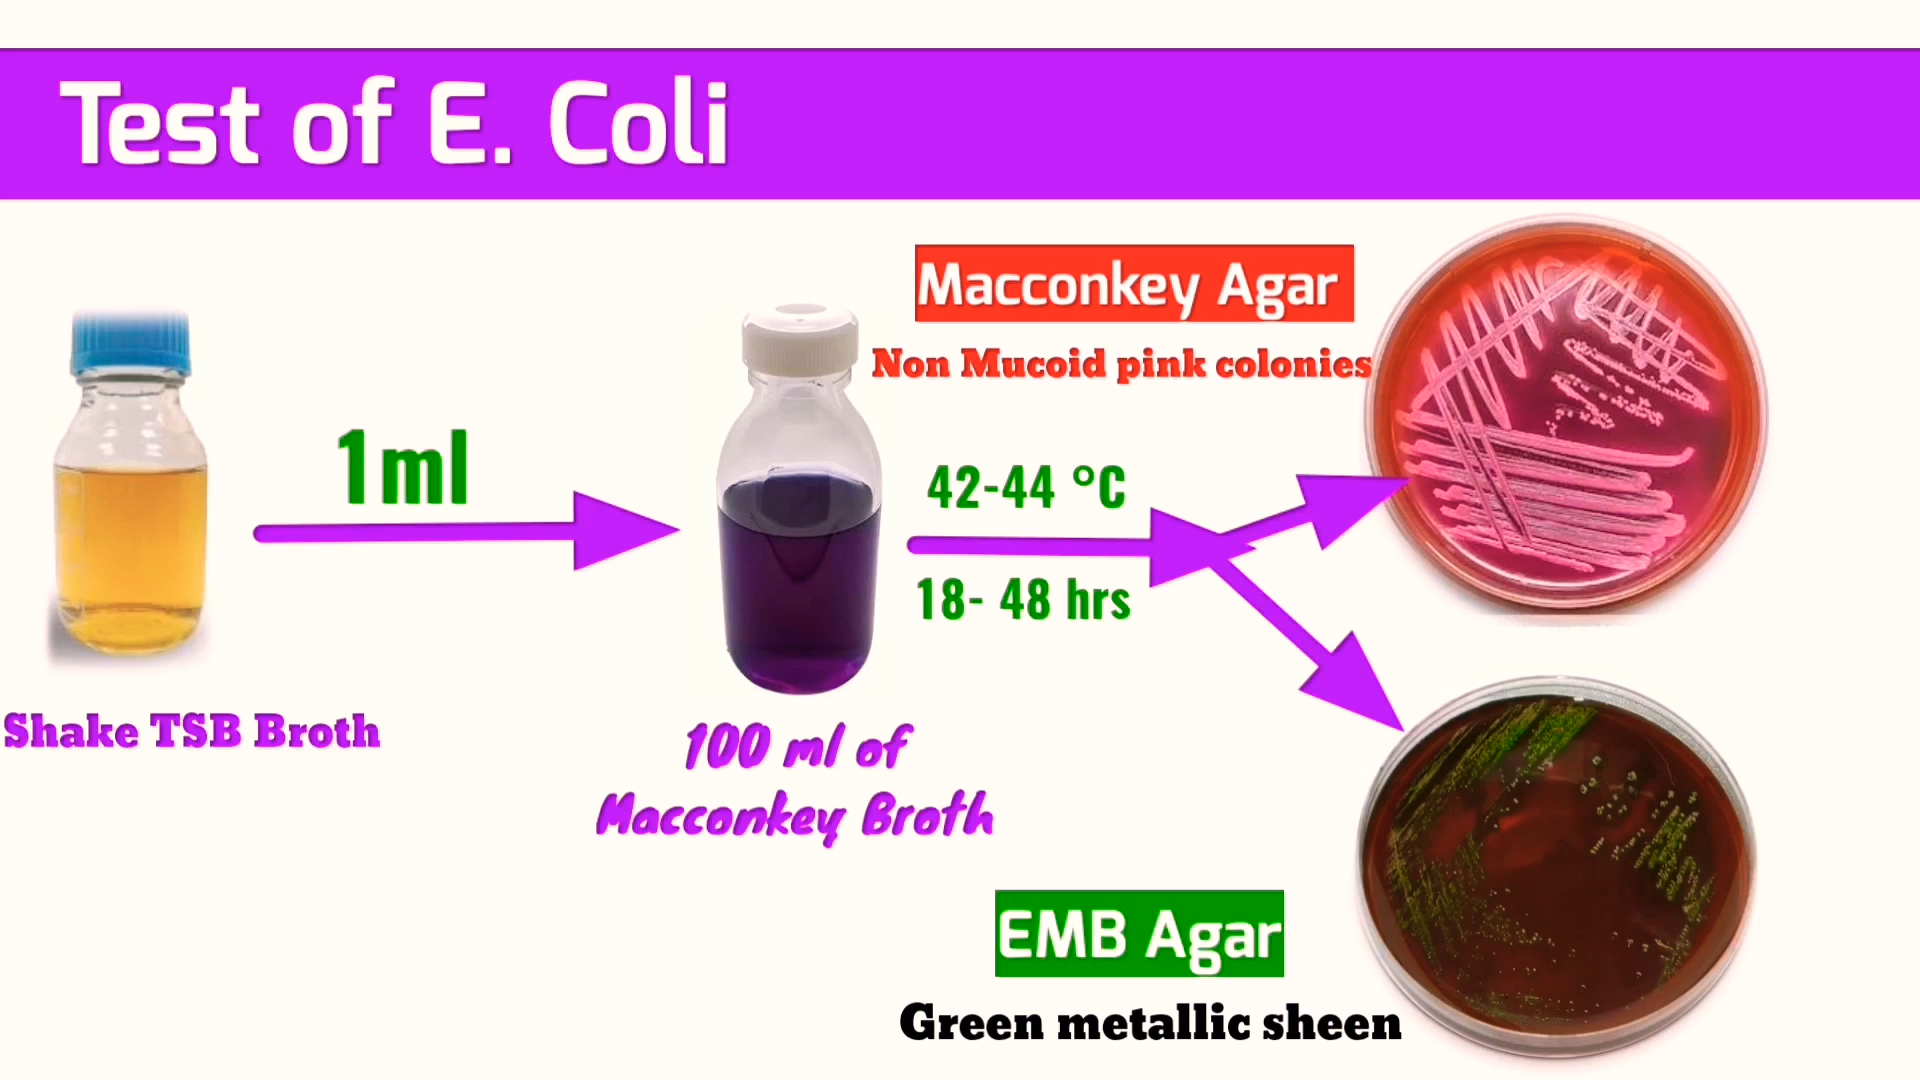 Test of E. Coli
Macconkey Agar
Non Mucoid pink colonies
1ml
42-44 °C
18- 48 hrs
Shake TSB Broth
100 ml of
Macconkey Broth
EMB Agar
Green metallic sheen